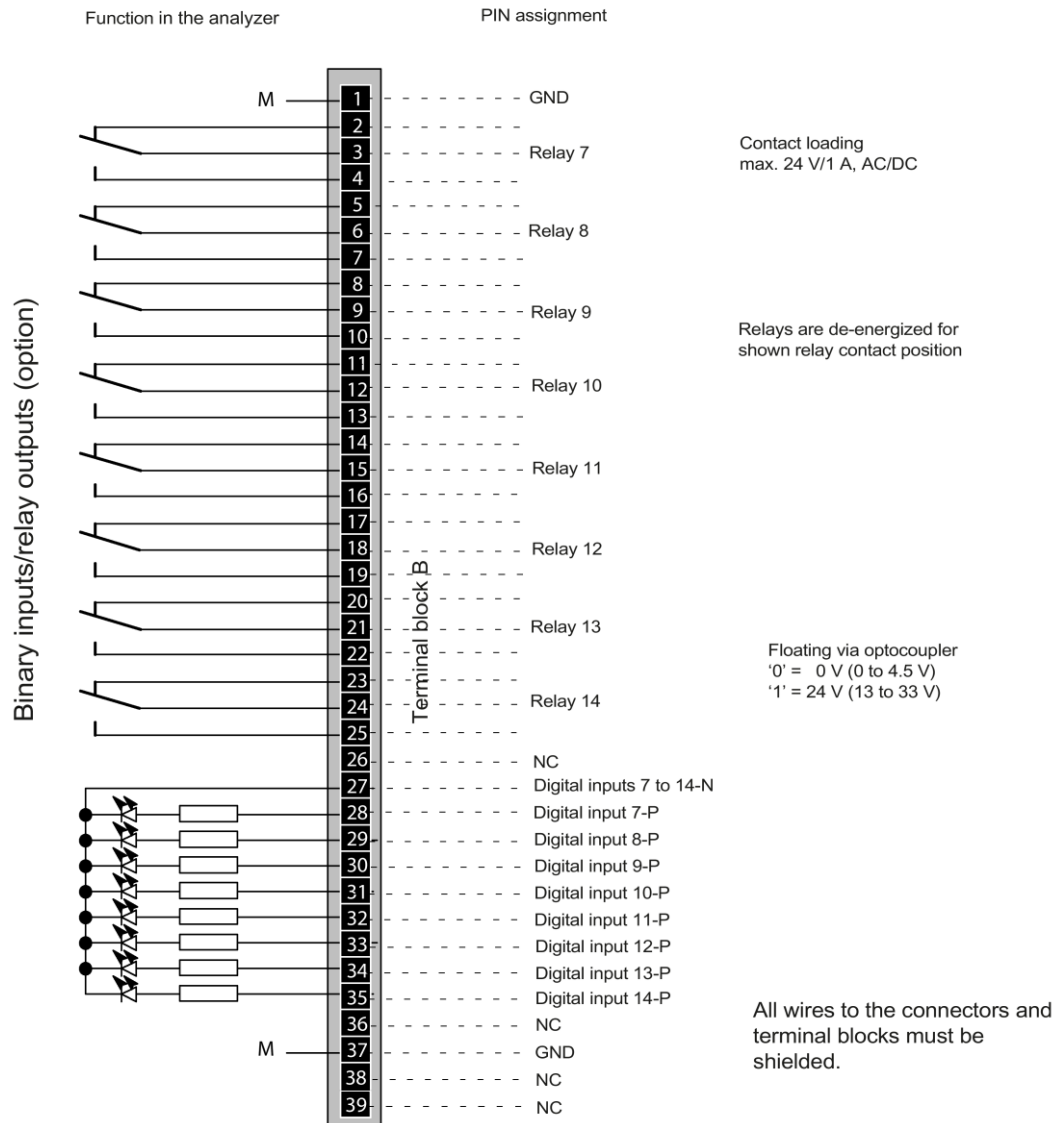 Function in the analyzer
PIN assignment
Binary inputs/relay outputs (option)
Terminal block B
M
1
GND
2
3
Relay 7
4
5
6
Relay 8
7
8
9
Relay 9
10
11
12
Relay 10
13
14
15
Relay 11
16
17
18
Relay 12
19
20
21
Relay 13
22
23
24
Relay 14
25
26
NC
27
Digital inputs 7 to 14-N
28
Digital input 7-P
29
Digital input 8-P
30
Digital input 9-P
31
Digital input 10-P
32
Digital input 11-P
33
Digital input 12-P
34
Digital input 13-P
35
Digital input 14-P
36
NC
M
37
GND
38
NC
39
NC
Contact loading
max. 24 V/1 A, AC/DC
Relays are de-energized for
shown relay contact position
Floating via optocoupler
‘0’ =   0 V (0 to 4.5 V)
‘1’ = 24 V (13 to 33 V)
All wires to the connectors and
terminal blocks must be
shielded.